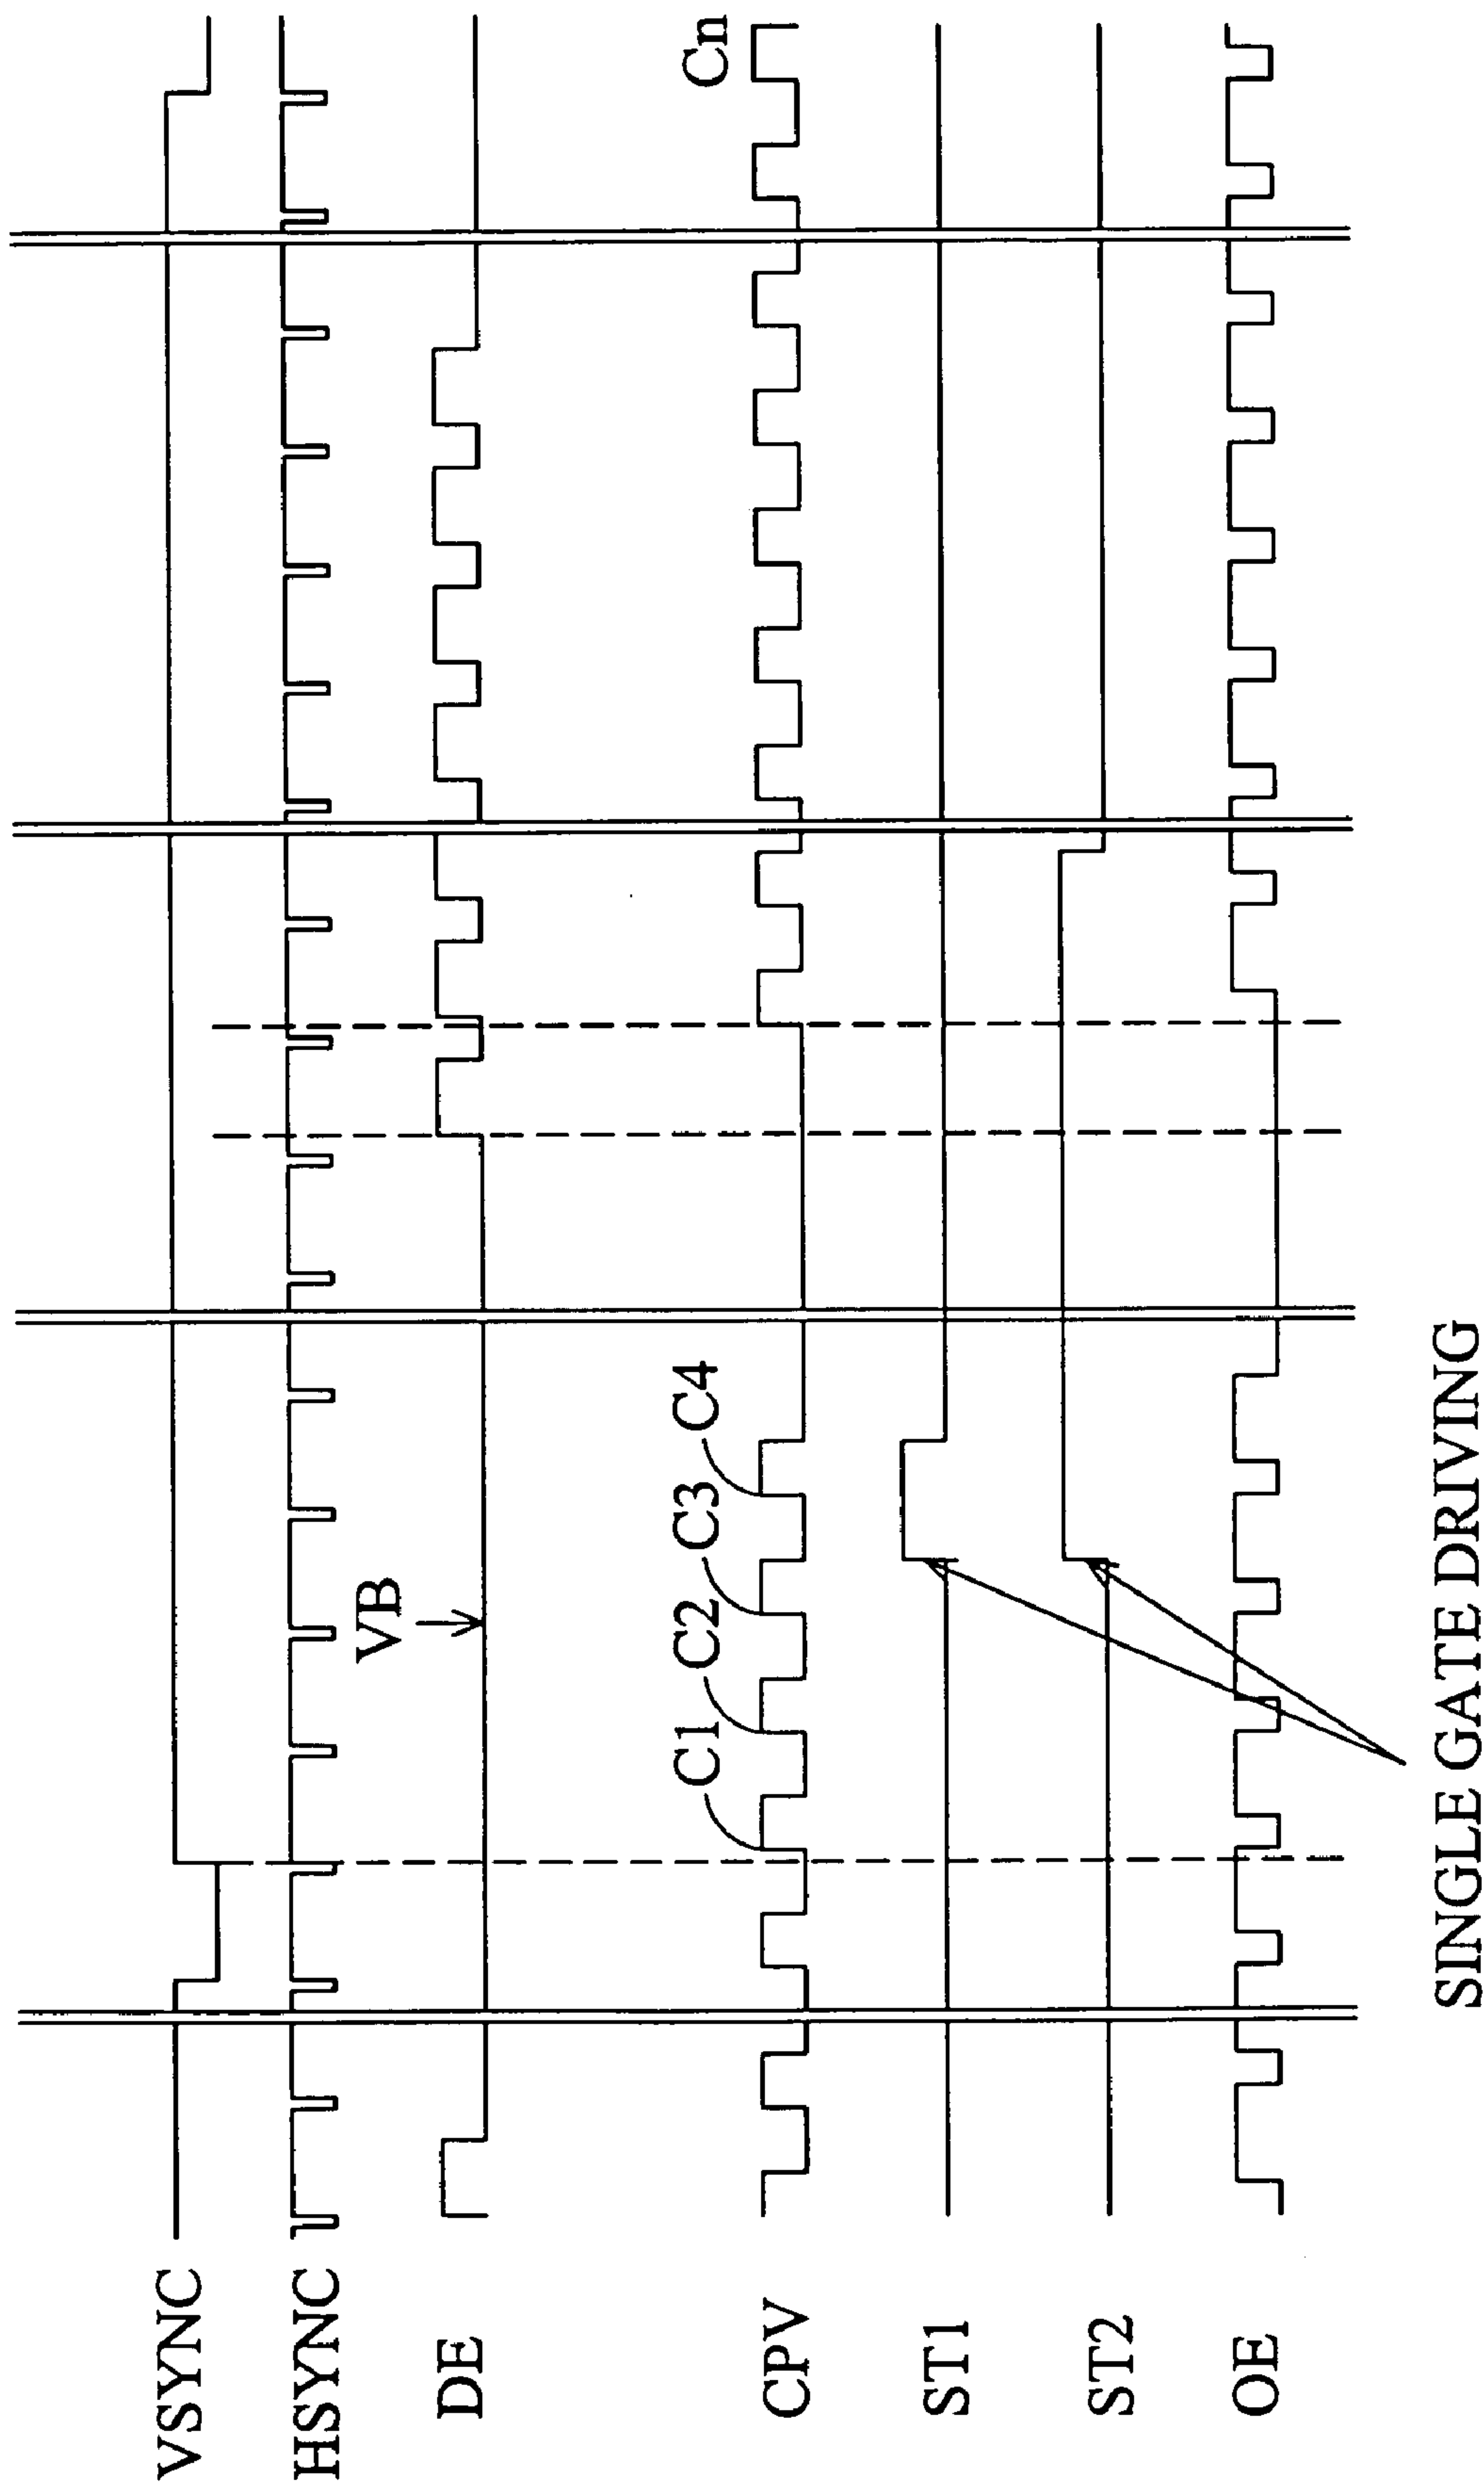 VSYNC
HSYNC
DE
VB
CPV
C1
C2
C3
C4
Cn
ST1
ST2
OE
SINGLE GATE DRIVING